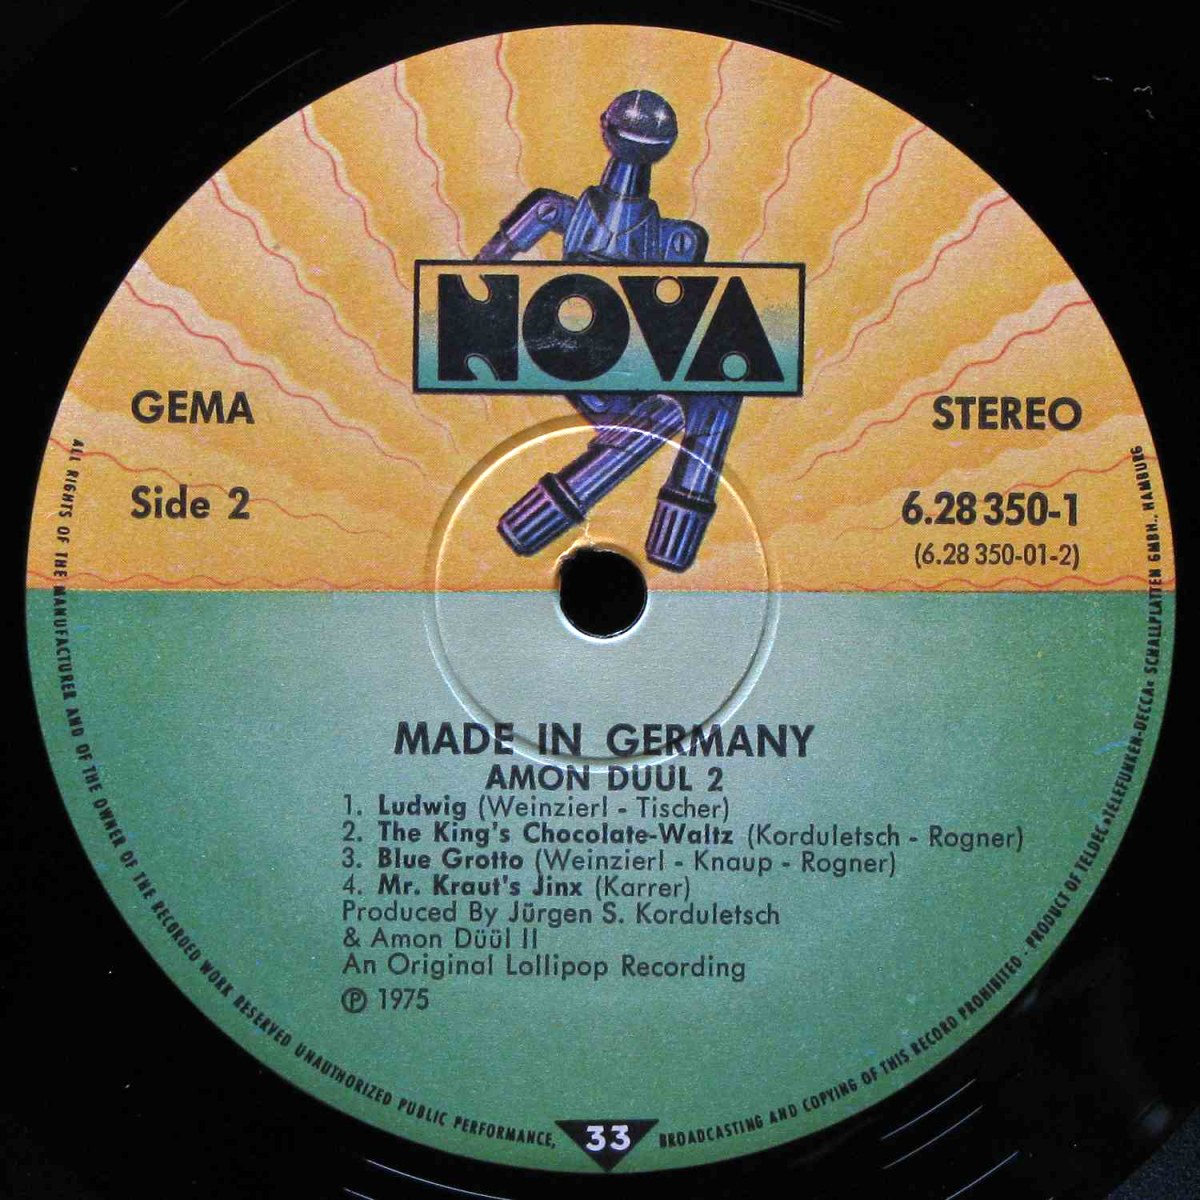 NOVA
GEMA
STEREO
Side 2
6.28 350-1
(6.28 350-01-2)
MADE IN GERMANY
AMON DÜÜL 2
1. Ludwig (Weinzierl - Tischer)
2. The King's Chocolate-Waltz (Korduletsch - Rogner)
3. Blue Grotto (Weinzierl - Knaup - Rogner)
4. Mr. Kraut's Jinx (Karrer)
Produced By Jürgen S. Korduletsch
& Amon Düül II
An Original Lollipop Recording
Ⓟ 1975
ALL RIGHTS OF THE MANUFACTURER AND OF THE OWNER OF THE RECORDED WORK RESERVED UNAUTHORIZED PUBLIC PERFORMANCE, BROADCASTING AND COPYING OF THIS RECORD PROHIBITED · PRODUCT OF TELDEC »TELEFUNKEN-DECCA« SCHALLPLATTEN GMBH., HAMBURG
33